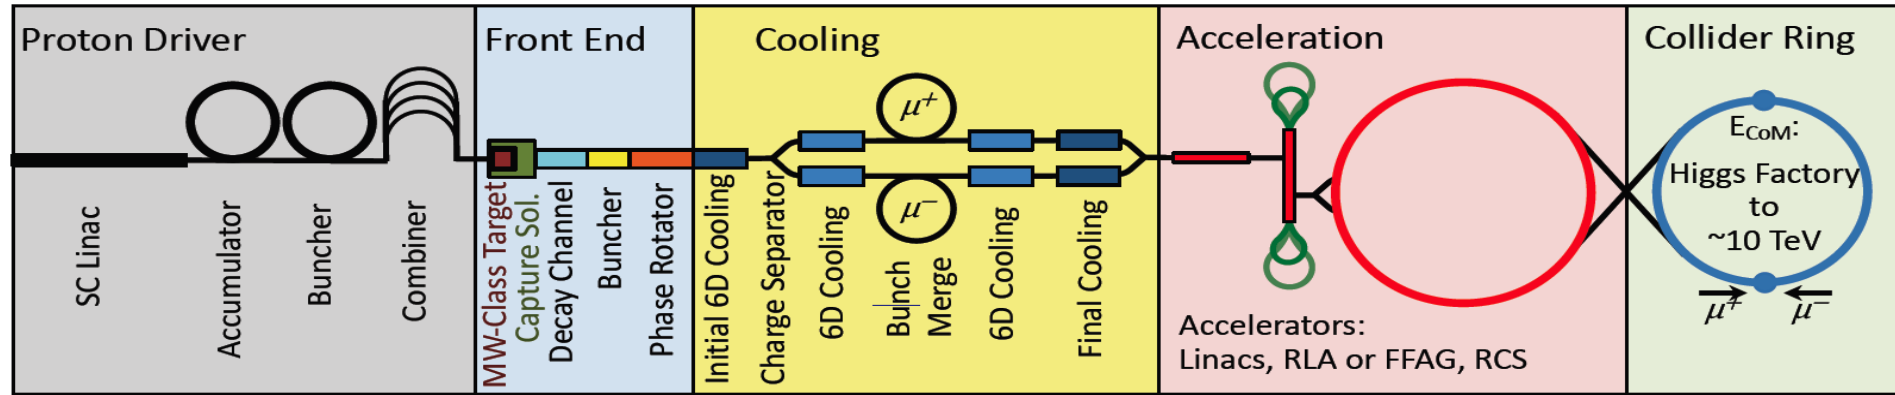 Proton Driver
SC Linac
Accumulator
Buncher
Combiner
Front End
MW-Class Target
Capture Sol.
Decay Channel
Buncher
Phase Rotator
Cooling
μ+
μ−
Initial 6D Cooling
Charge Separator
6D Cooling
Bunch
Merge
6D Cooling
Final Cooling
Acceleration
Accelerators:
Linacs, RLA or FFAG, RCS
Collider Ring
ECoM:
Higgs Factory
to
~10 TeV
μ+ μ−